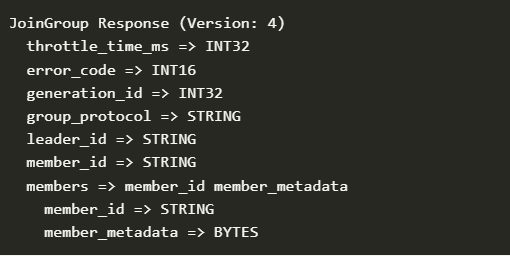 JoinGroup Response (Version: 4)
throttle_time_ms => INT32
error_code => INT16
generation_id => INT32
group_protocol => STRING
leader_id => STRING
member_id => STRING
members => member_id member_metadata
member_id => STRING
member_metadata => BYTES